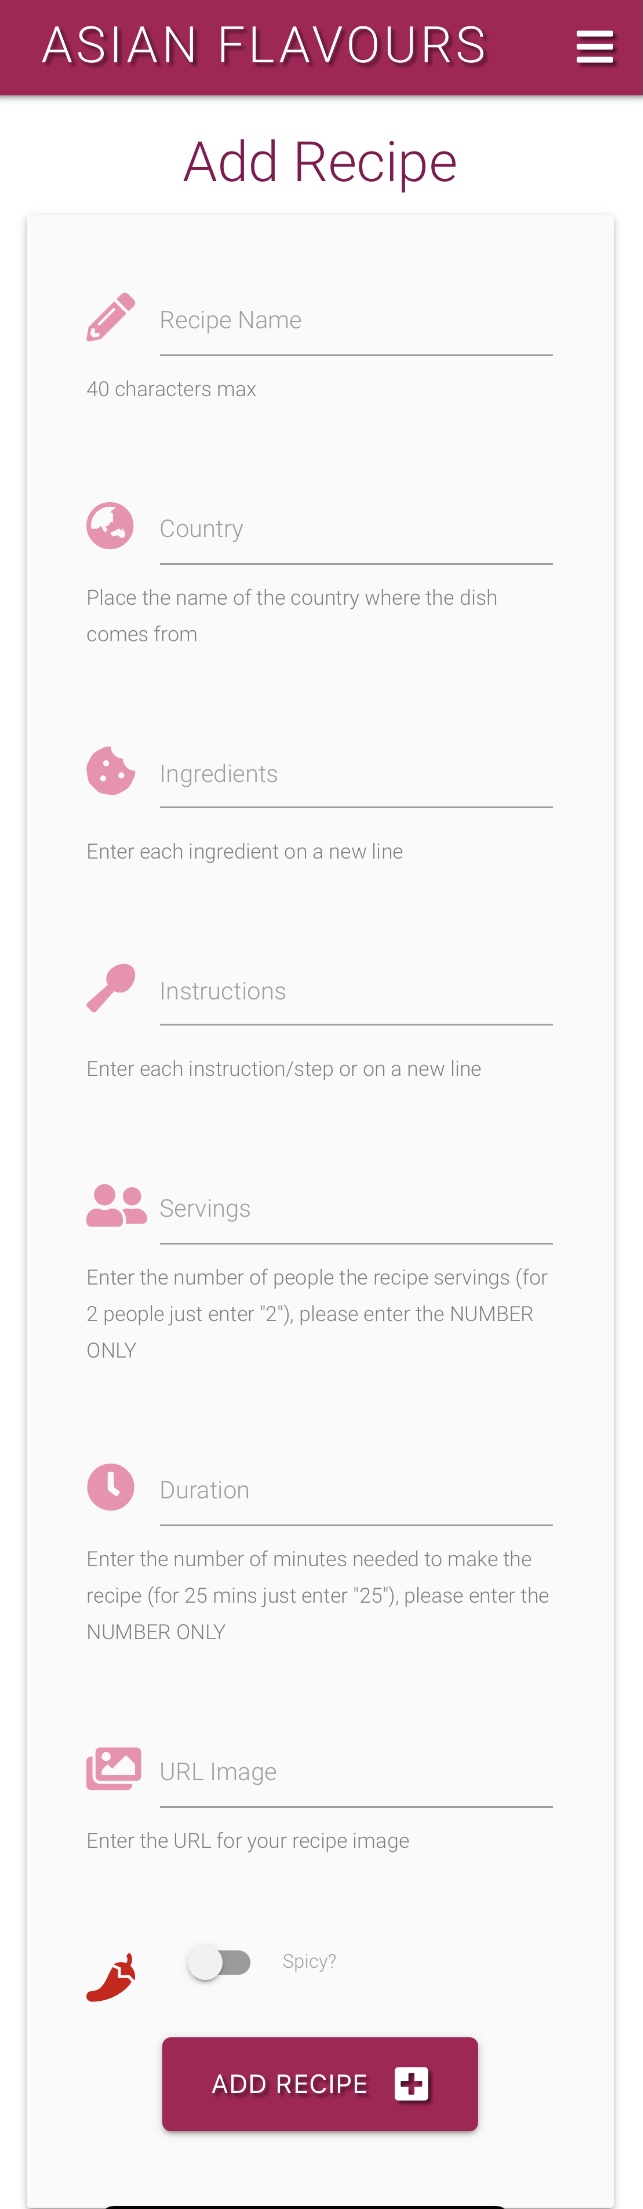 ASIAN FLAVOURS
Add Recipe
Recipe Name
40 characters max
Country
Place the name of the country where the dish
comes from
Ingredients
Enter each ingredient on a new line
Instructions
Enter each instruction/step or on a new line
Servings
Enter the number of people the recipe servings (for
2 people just enter "2"), please enter the NUMBER
ONLY
Duration
Enter the number of minutes needed to make the
recipe (for 25 mins just enter "25"), please enter the
NUMBER ONLY
URL Image
Enter the URL for your recipe image
Spicy?
ADD RECIPE